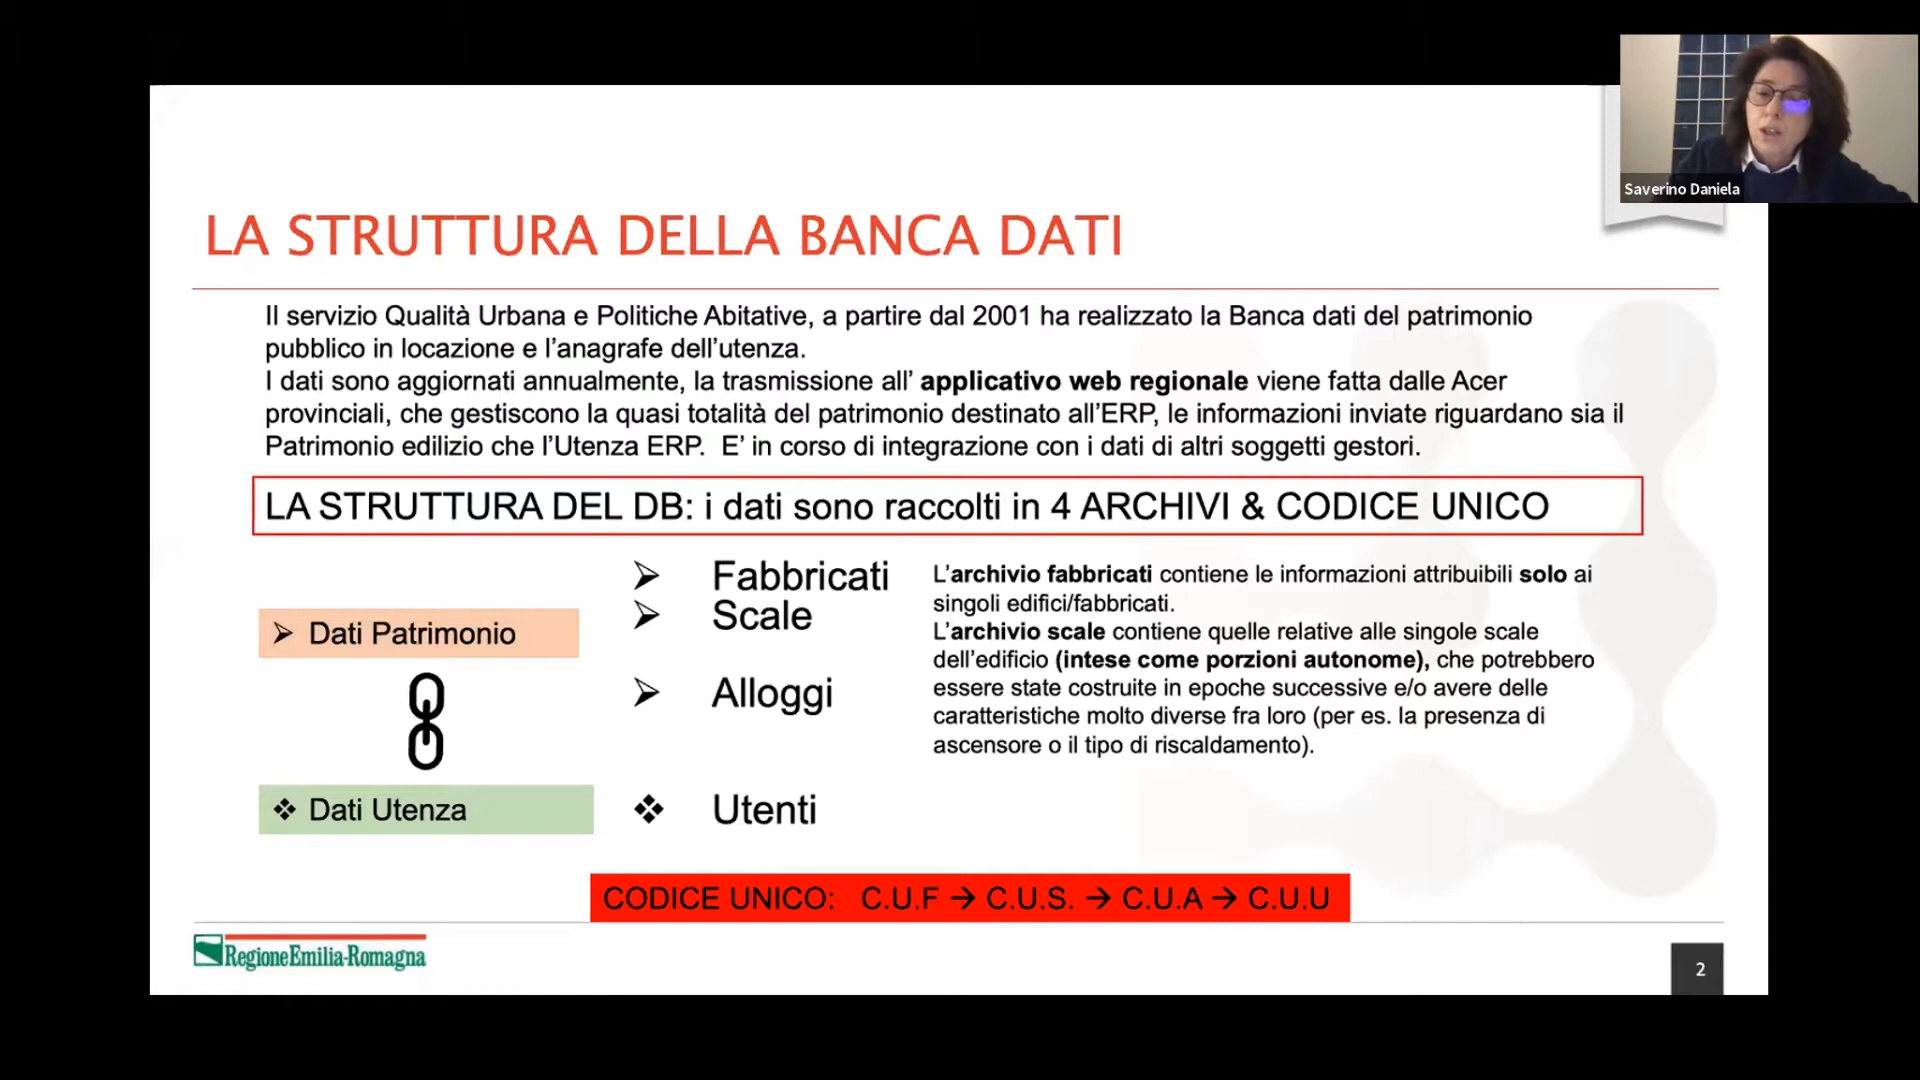 Saverino Daniela
LA STRUTTURA DELLA BANCA DATI
Il servizio Qualità Urbana e Politiche Abitative, a partire dal 2001 ha realizzato la Banca dati del patrimonio
pubblico in locazione e l’anagrafe dell’utenza.
I dati sono aggiornati annualmente, la trasmissione all’ applicativo web regionale viene fatta dalle Acer
provinciali, che gestiscono la quasi totalità del patrimonio destinato all’ERP, le informazioni inviate riguardano sia il
Patrimonio edilizio che l’Utenza ERP. E’ in corso di integrazione con i dati di altri soggetti gestori.
LA STRUTTURA DEL DB: i dati sono raccolti in 4 ARCHIVI & CODICE UNICO
➢ Dati Patrimonio
❖ Dati Utenza
➢ Fabbricati
➢ Scale
➢ Alloggi
❖ Utenti
L’archivio fabbricati contiene le informazioni attribuibili solo ai
singoli edifici/fabbricati.
L’archivio scale contiene quelle relative alle singole scale
dell’edificio (intese come porzioni autonome), che potrebbero
essere state costruite in epoche successive e/o avere delle
caratteristiche molto diverse fra loro (per es. la presenza di
ascensore o il tipo di riscaldamento).
CODICE UNICO: C.U.F → C.U.S. → C.U.A → C.U.U
RegioneEmilia-Romagna
2